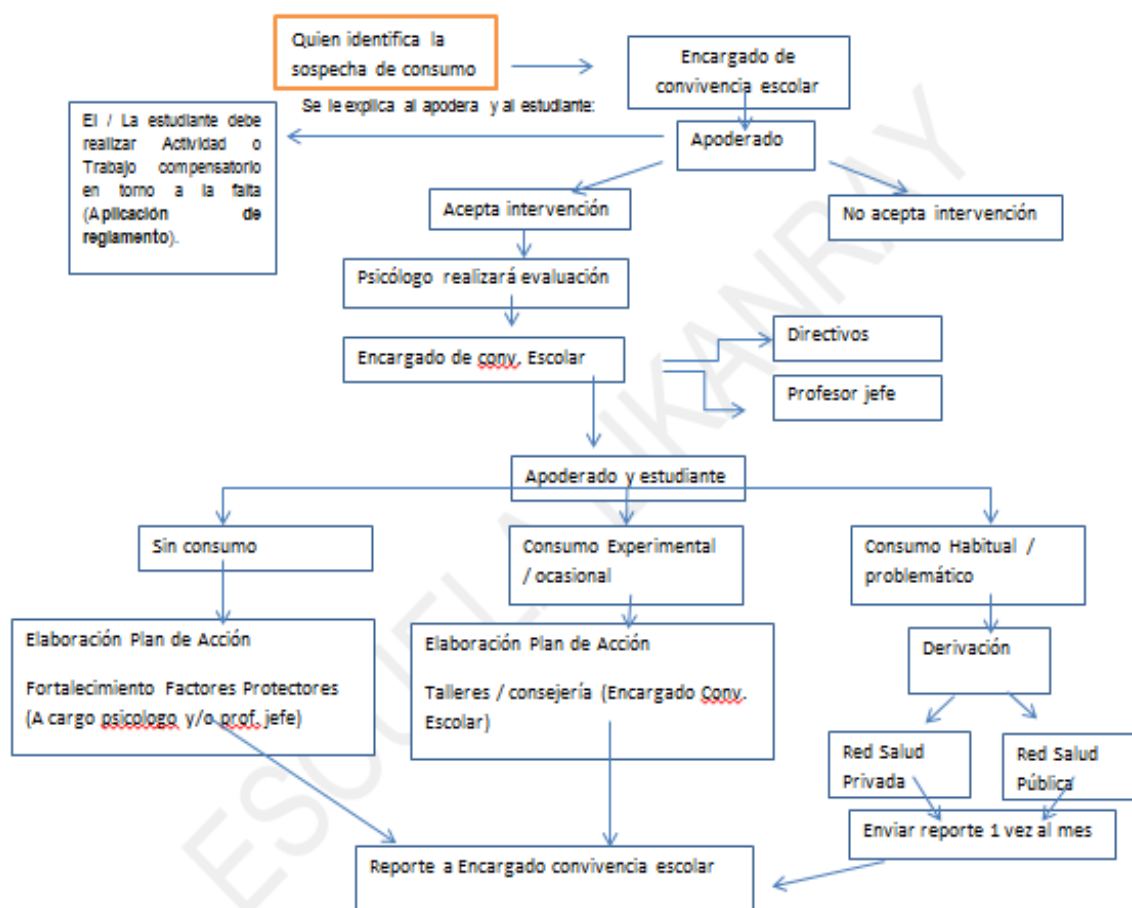 Quien identifica la
sospecha de consumo
Encargado de
convivencia escolar
Se le explica al apodera y al estudiante:
El / La estudiante debe
realizar Actividad o
Trabajo compensatorio
en torno a la falta
(Aplicación de
reglamento).
Apoderado
Acepta intervención
No acepta intervención
Psicólogo realizará evaluación
Encargado de conv. Escolar
Directivos
Profesor jefe
Apoderado y estudiante
Sin consumo
Consumo Experimental
/ ocasional
Consumo Habitual /
problemático
Elaboración Plan de Acción
Fortalecimiento Factores Protectores
(A cargo psicologo y/o prof. jefe)
Elaboración Plan de Acción
Talleres / consejería (Encargado Conv.
Escolar)
Derivación
Red Salud
Privada
Red Salud
Pública
Enviar reporte 1 vez al mes
Reporte a Encargado convivencia escolar
ESCUELA LIKANRAY